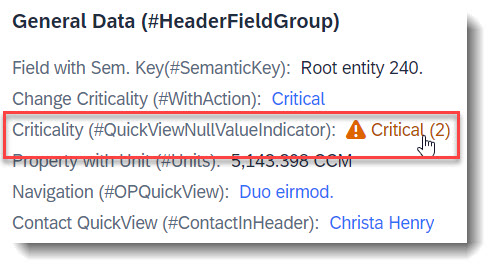 General Data (#HeaderFieldGroup)
Field with Sem. Key(#SemanticKey): Root entity 240.
Change Criticality (#WithAction): Critical
Criticality (#QuickViewNullValueIndicator): Critical (2)
Property with Unit (#Units): 5,143.398 CCM
Navigation (#OPQuickView): Duo eirmod.
Contact QuickView (#ContactInHeader): Christa Henry